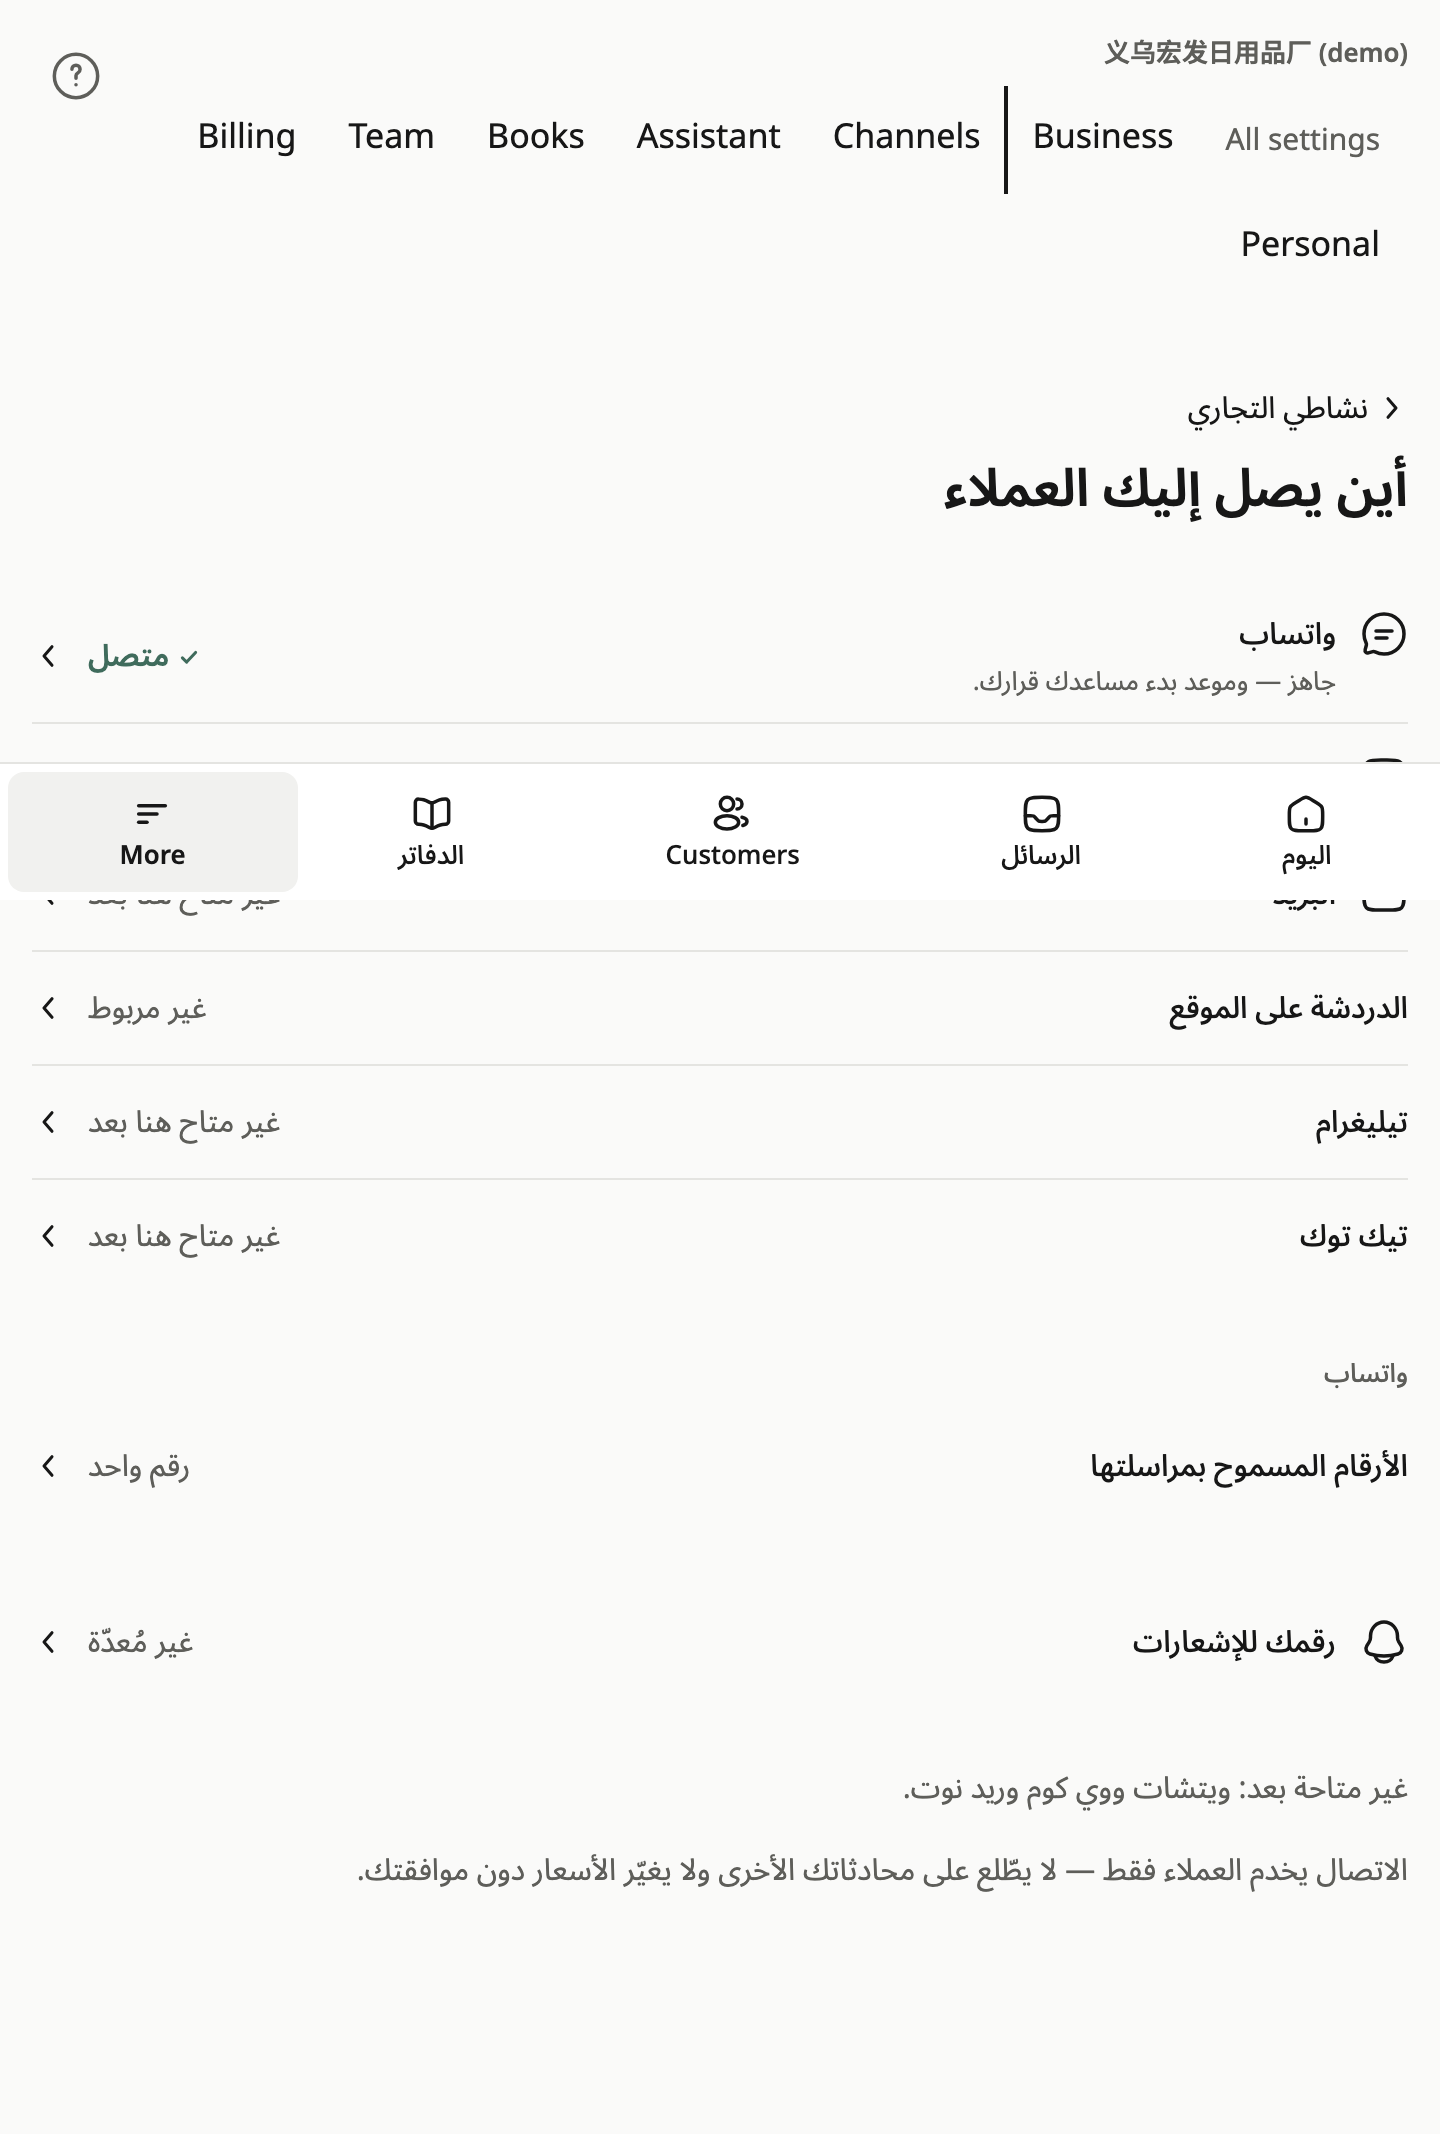 义乌宏发日用品厂 (demo)
All settings
Business
Channels
Assistant
Books
Team
Billing
Personal
نشاطي التجاري
أين يصل إليك العملاء
واتساب
جاهز — وموعد بدء مساعدك قرارك.
متصل
اليوم
الرسائل
Customers
الدفاتر
More
الدردشة على الموقع
غير مربوط
تيليغرام
غير متاح هنا بعد
تيك توك
غير متاح هنا بعد
واتساب
الأرقام المسموح بمراسلتها
رقم واحد
رقمك للإشعارات
غير مُعدّة
غير متاحة بعد: ويتشات ووي كوم وريد نوت.
الاتصال يخدم العملاء فقط — لا يطّلع على محادثاتك الأخرى ولا يغيّر الأسعار دون موافقتك.